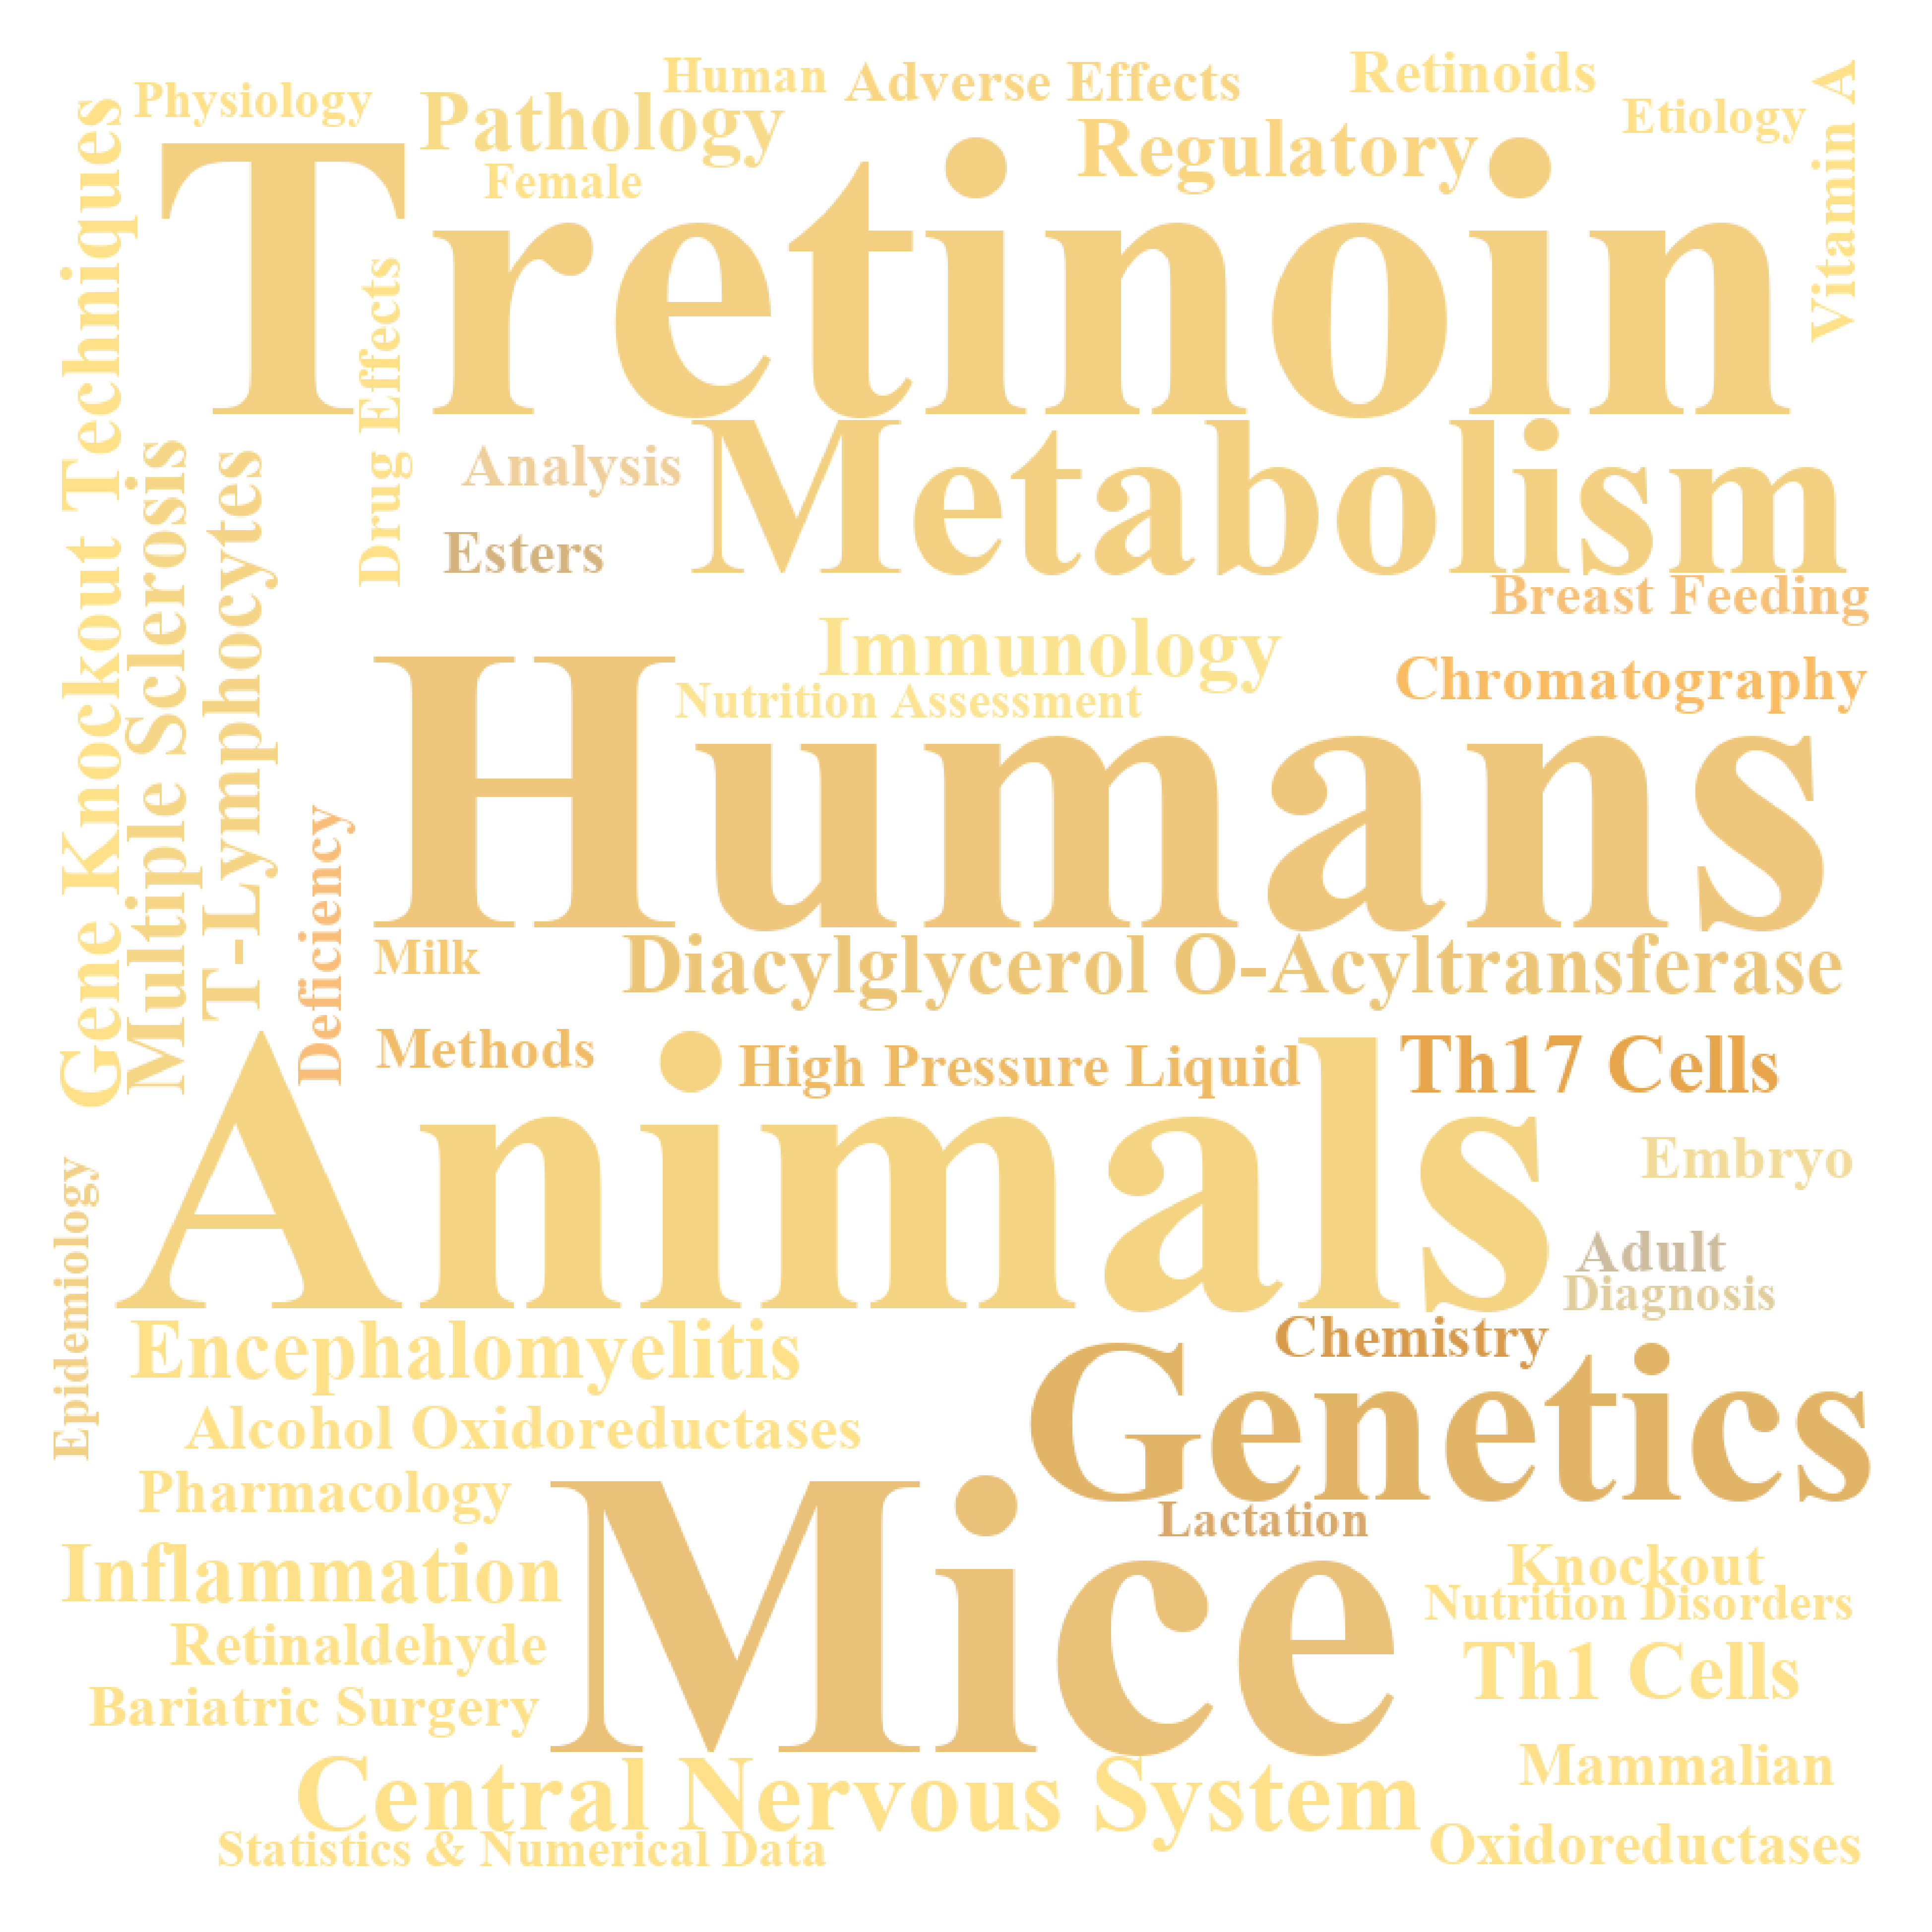 Human
Adverse Effects
Retinoids
Physiology
Pathology
Etiology
Regulatory
Female
Vitamin A
Tretinoin
Gene Knockout Techniques
Multiple Sclerosis
T-Lymphocytes
Drug Effects
Analysis
Metabolism
Esters
Breast Feeding
Immunology
Chromatography
Nutrition Assessment
Humans
Deficiency
Milk
Diacylglycerol O-Acyltransferase
Methods
High Pressure Liquid
Th17 Cells
Animals
Embryo
Adult
Diagnosis
Epidemiology
Encephalomyelitis
Chemistry
Genetics
Alcohol Oxidoreductases
Pharmacology
Lactation
Mice
Inflammation
Knockout
Nutrition Disorders
Retinaldehyde
Th1 Cells
Bariatric Surgery
Central Nervous System
Mammalian
Statistics & Numerical Data
Oxidoreductases